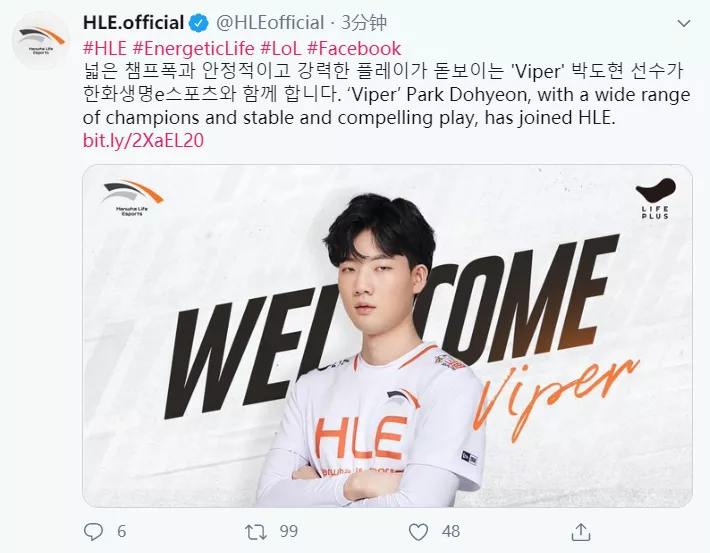 HLE.official @HLEofficial · 3分钟
#HLE #EnergeticLife #LoL #Facebook
넓은 챔프폭과 안정적이고 강력한 플레이가 돋보이는 'Viper' 박도현 선수가
한화생명e스포츠와 함께 합니다. ‘Viper’ Park Dohyeon, with a wide range
of champions and stable and compelling play, has joined HLE.
bit.ly/2XaEL20
Hanwha Life
Esports
LIFE
PLUS
WELCOME
Viper
HLE
6
99
48